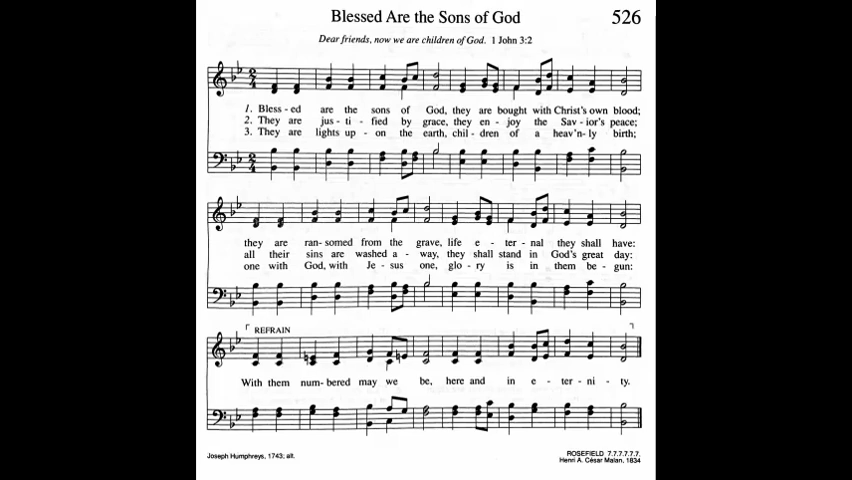 Blessed Are the Sons of God
526
Dear friends, now we are children of God. 1 John 3:2
1. Bless - ed are the sons of God, they are bought with Christ's own blood;
2. They are jus - ti - fied by grace, they en - joy the Sav - ior's peace;
3. They are lights up - on the earth, chil - dren of a heav'n - ly birth;
they are ran - somed from the grave, life e - ter - nal they shall have:
all their sins are washed a - way, they shall stand in God's great day:
one with God, with Je - sus one, glo - ry is in them be - gun:
REFRAIN
With them num - bered may we be, here and in e - ter - ni - ty.
Joseph Humphreys, 1743; alt.
ROSEFIELD 7.7.7.7.7.7.
Henri A. César Malan, 1834